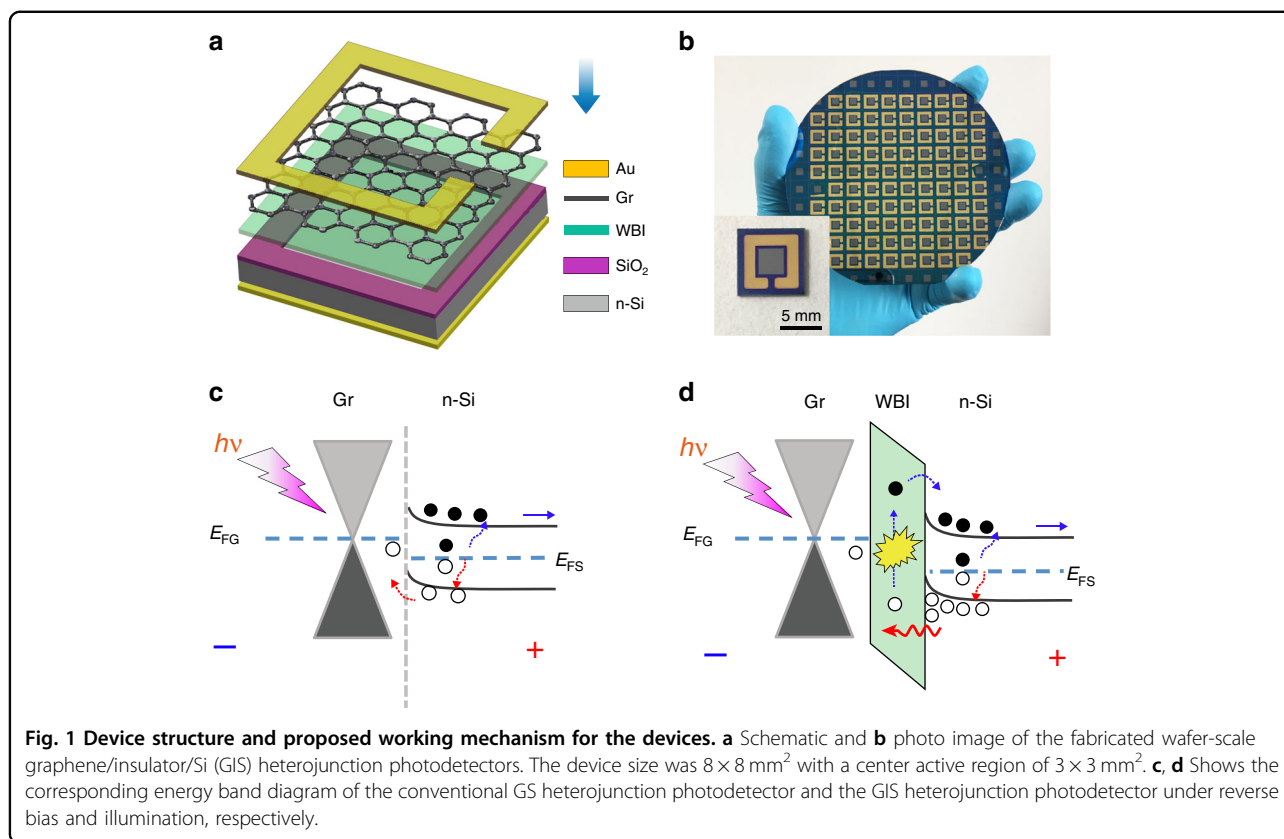 a
Au
Gr
WBI
SiO₂
n-Si
b
5 mm
c
Gr
n-Si
hν
E_FG
E_FS
−
+
d
Gr
WBI
n-Si
hν
E_FG
E_FS
−
+
Fig. 1 Device structure and proposed working mechanism for the devices. a Schematic and b photo image of the fabricated wafer-scale
graphene/insulator/Si (GIS) heterojunction photodetectors. The device size was 8 × 8 mm² with a center active region of 3 × 3 mm². c, d Shows the
corresponding energy band diagram of the conventional GS heterojunction photodetector and the GIS heterojunction photodetector under reverse
bias and illumination, respectively.